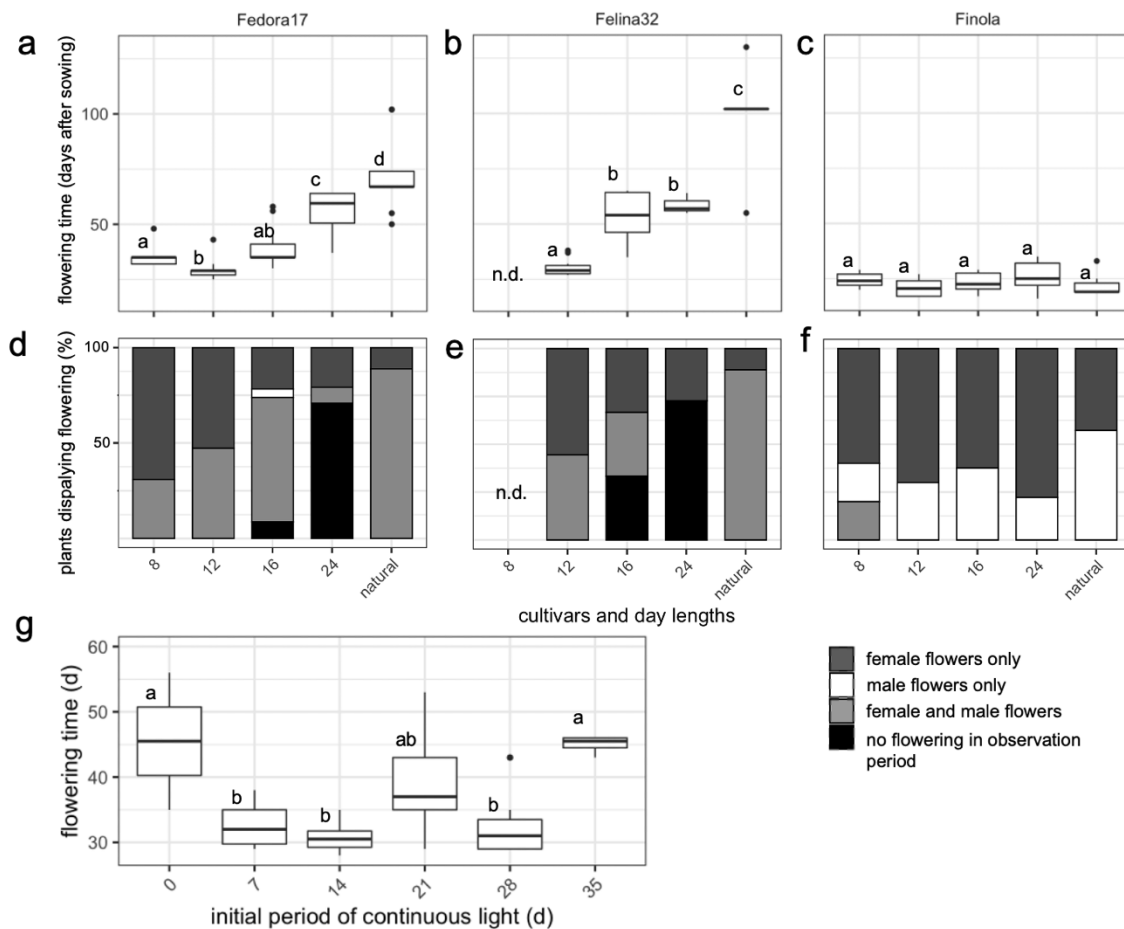 Fedora17
Felina32
Finola
a
b
c
flowering time (days after sowing)
100
50
a
b
ab
c
d
n.d.
a
b
b
c
a
a
a
a
a
d
e
f
plants dispalying flowering (%)
100
50
n.d.
8
12
16
24
natural
8
12
16
24
natural
8
12
16
24
natural
cultivars and day lengths
g
flowering time (d)
60
50
40
30
a
b
b
ab
b
a
0
7
14
21
28
35
initial period of continuous light (d)
female flowers only
male flowers only
female and male flowers
no flowering in observation
period